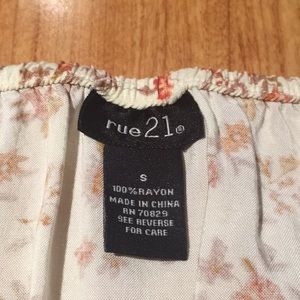 rue21®
S
100% RAYON
MADE IN CHINA
RN 70829
SEE REVERSE
FOR CARE